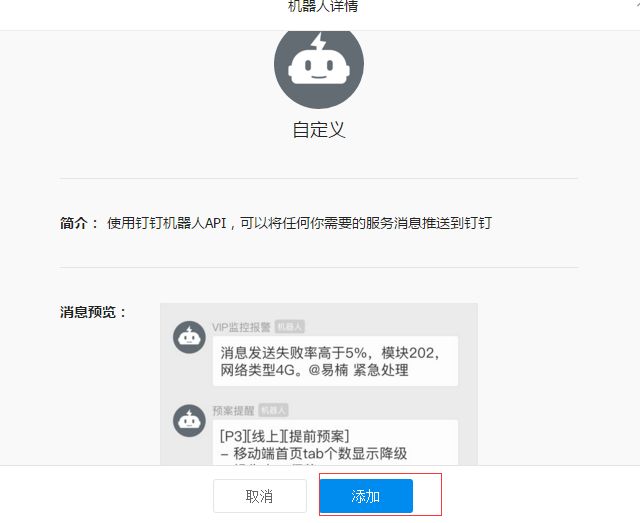 机器人详情
自定义
简介： 使用钉钉机器人API，可以将任何你需要的服务消息推送到钉钉
消息预览：
VIP监控报警 机器人
消息发送失败率高于5%，模块202，
网络类型4G。@易楠 紧急处理
预案提醒 机器人
[P3][线上][提前预案]
- 移动端首页tab个数显示降级
取消
添加